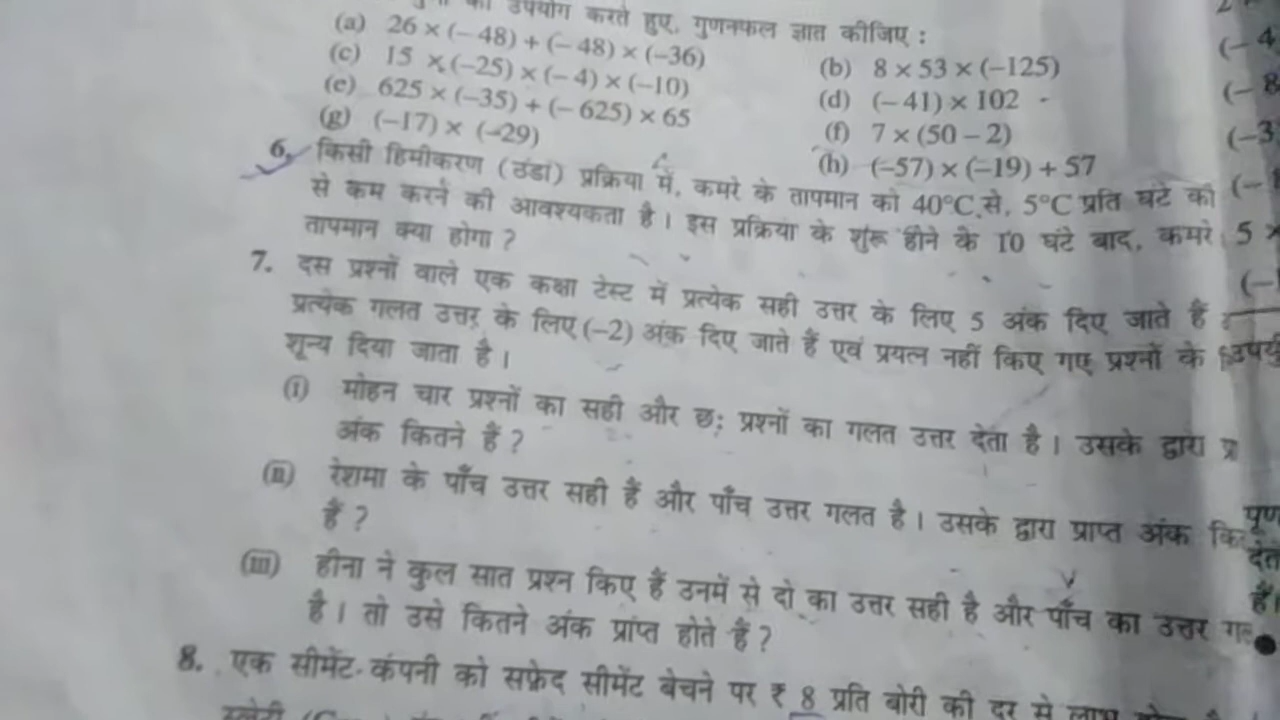 उपयोग करते हुए, गुणनफल ज्ञात कीजिए :
(a) 26 × (– 48) + (– 48) × (–36)
(b) 8 × 53 × (–125)
(c) 15 × (–25) × (– 4) × (–10)
(d) (– 41) × 102
(e) 625 × (–35) + (– 625) × 65
(f) 7 × (50 – 2)
(g) (–17) × (–29)
(h) (–57) × (–19) + 57
6. किसी हिमीकरण (ठंडा) प्रक्रिया में, कमरे के तापमान को 40°C से, 5°C प्रति घंटे की
से कम करने की आवश्यकता है। इस प्रक्रिया के शुरू होने के 10 घंटे बाद, कमरे
तापमान क्या होगा ?
7. दस प्रश्नों वाले एक कक्षा टेस्ट में प्रत्येक सही उत्तर के लिए 5 अंक दिए जाते हैं
प्रत्येक गलत उत्तर के लिए (–2) अंक दिए जाते हैं एवं प्रयत्न नहीं किए गए प्रश्नों के
शून्य दिया जाता है।
(i) मोहन चार प्रश्नों का सही और छः प्रश्नों का गलत उत्तर देता है। उसके द्वारा प्र
अंक कितने हैं ?
(ii) रेशमा के पाँच उत्तर सही हैं और पाँच उत्तर गलत है। उसके द्वारा प्राप्त अंक
हैं ?
(iii) हीना ने कुल सात प्रश्न किए हैं उनमें से दो का उत्तर सही है और पाँच का उत्तर
है। तो उसे कितने अंक प्राप्त होते हैं ?
8. एक सीमेंट कंपनी को सफ़ेद सीमेंट बेचने पर ₹ 8 प्रति बोरी की दर से लाभ